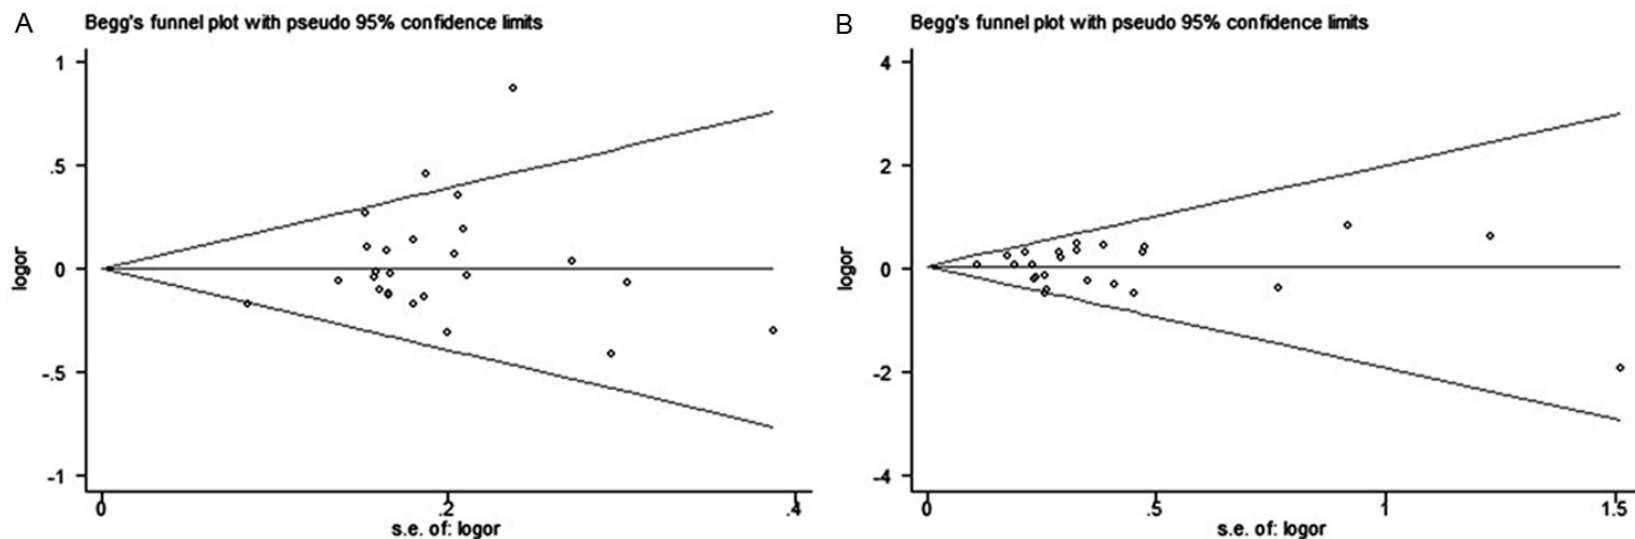 A
Begg's funnel plot with pseudo 95% confidence limits
1
.5
0
-.5
-1
logor
0
.2
.4
s.e. of: logor
B
Begg's funnel plot with pseudo 95% confidence limits
4
2
0
-2
-4
logor
0
.5
1
1.5
s.e. of: logor